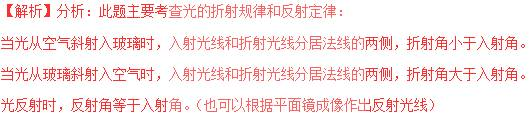 【解析】分析：此题主要考查光的折射规律和反射定律：
当光从空气斜射入玻璃时，入射光线和折射光线分居法线的两侧，折射角小于入射角。
当光从玻璃斜射入空气时，入射光线和折射光线分居法线的两侧，折射角大于入射角。
光反射时，反射角等于入射角。（也可以根据平面镜成像作出反射光线）